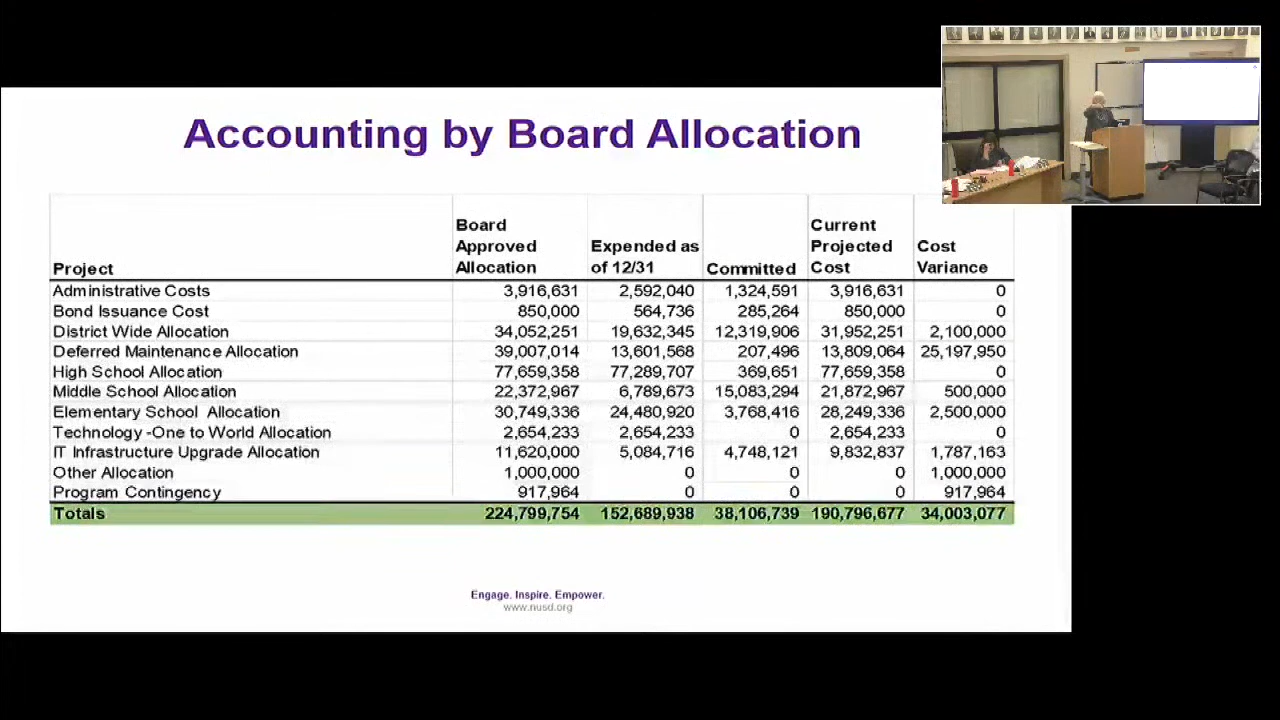 Accounting by Board Allocation
Project Board Approved Allocation Expended as of 12/31 Committed Current Projected Cost Cost Variance
Administrative Costs 3,916,631 2,592,040 1,324,591 3,916,631 0
Bond Issuance Cost 850,000 564,736 285,264 850,000 0
District Wide Allocation 34,052,251 19,632,345 12,319,906 31,952,251 2,100,000
Deferred Maintenance Allocation 39,007,014 13,601,568 207,496 13,809,064 25,197,950
High School Allocation 77,659,358 77,289,707 369,651 77,659,358 0
Middle School Allocation 22,372,967 6,789,673 15,083,294 21,872,967 500,000
Elementary School Allocation 30,749,336 24,480,920 3,768,416 28,249,336 2,500,000
Technology -One to World Allocation 2,654,233 2,654,233 0 2,654,233 0
IT Infrastructure Upgrade Allocation 11,620,000 5,084,716 4,748,121 9,832,837 1,787,163
Other Allocation 1,000,000 0 0 0 1,000,000
Program Contingency 917,964 0 0 0 917,964
Totals 224,799,754 152,689,938 38,106,739 190,796,677 34,003,077
Engage. Inspire. Empower.
www.nusd.org